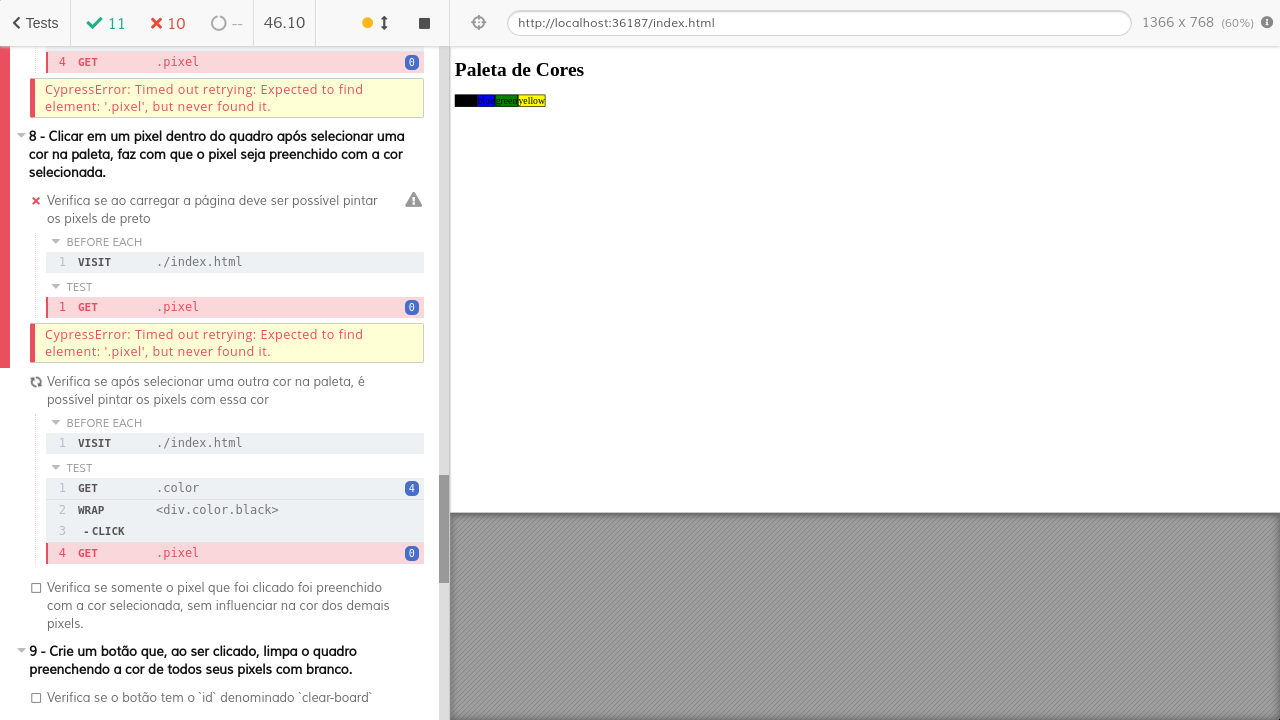 Tests
11
10
--
46.10
http://localhost:36187/index.html
1366 x 768 (60%)
4 GET .pixel 0
CypressError: Timed out retrying: Expected to find
element: '.pixel', but never found it.
8 - Clicar em um pixel dentro do quadro após selecionar uma
cor na paleta, faz com que o pixel seja preenchido com a cor
selecionada.
Verifica se ao carregar a página deve ser possível pintar
os pixels de preto
BEFORE EACH
1 VISIT ./index.html
TEST
1 GET .pixel 0
CypressError: Timed out retrying: Expected to find
element: '.pixel', but never found it.
Verifica se após selecionar uma outra cor na paleta, é
possível pintar os pixels com essa cor
BEFORE EACH
1 VISIT ./index.html
TEST
1 GET .color 4
2 WRAP <div.color.black>
3 -CLICK
4 GET .pixel 0
Verifica se somente o pixel que foi clicado foi preenchido
com a cor selecionada, sem influenciar na cor dos demais
pixels.
9 - Crie um botão que, ao ser clicado, limpa o quadro
preenchendo a cor de todos seus pixels com branco.
Verifica se o botão tem o `id` denominado `clear-board`
Paleta de Cores
blue green yellow